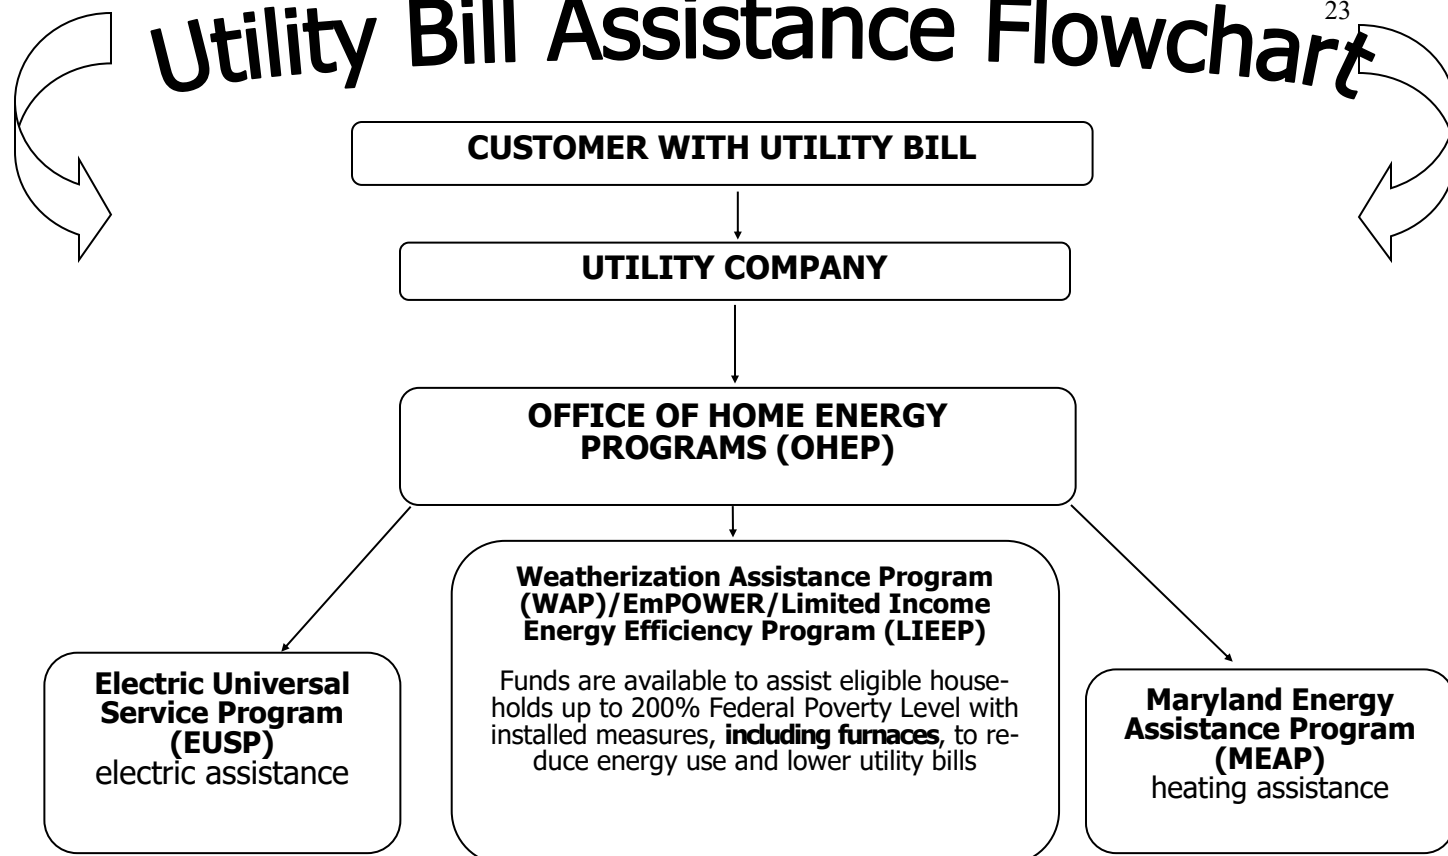 23
Utility Bill Assistance Flowchart
CUSTOMER WITH UTILITY BILL
UTILITY COMPANY
OFFICE OF HOME ENERGY
PROGRAMS (OHEP)
Weatherization Assistance Program
(WAP)/EmPOWER/Limited Income
Energy Efficiency Program (LIEEP)
Funds are available to assist eligible house-
holds up to 200% Federal Poverty Level with
installed measures, including furnaces, to re-
duce energy use and lower utility bills
Electric Universal
Service Program
(EUSP)
electric assistance
Maryland Energy
Assistance Program
(MEAP)
heating assistance